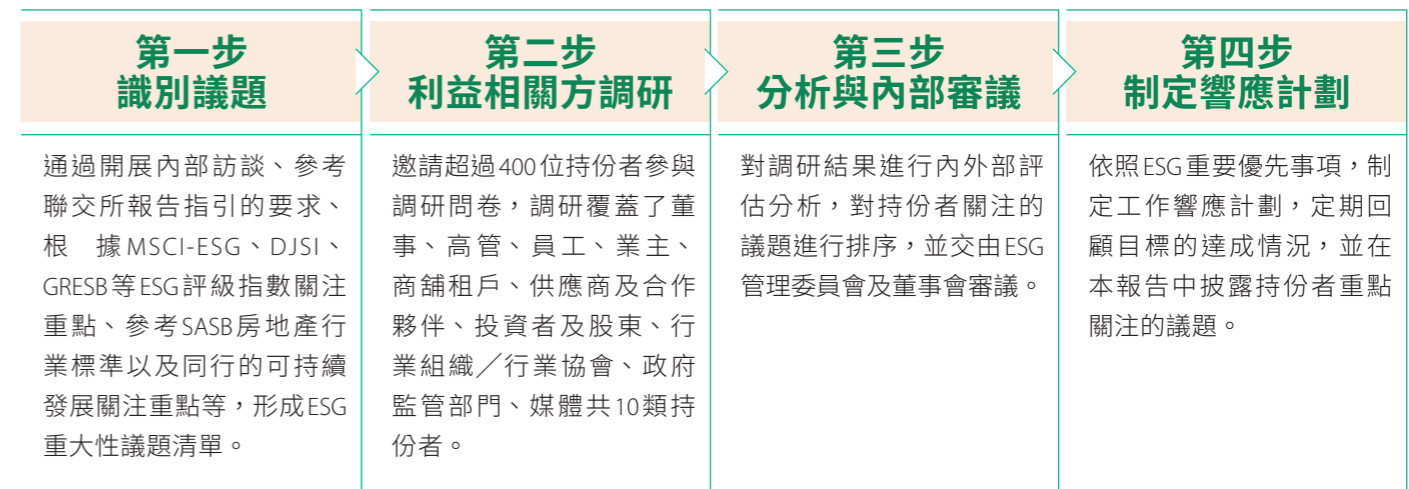 第一步
識別議題
通過開展內部訪談、參考
聯交所報告指引的要求、
根據MSCI-ESG、DJSI、
GRESB等ESG評級指數關注
重點、參考SASB房地產行
業標準以及同行的可持續
發展關注重點等，形成ESG
重大性議題清單。
第二步
利益相關方調研
邀請超過400位持份者參與
調研問卷，調研覆蓋了董
事、高管、員工、業主、
商舖租戶、供應商及合作
夥伴、投資者及股東、行
業組織／行業協會、政府
監管部門、媒體共10類持
份者。
第三步
分析與內部審議
對調研結果進行內外部評
估分析，對持份者關注的
議題進行排序，並交由ESG
管理委員會及董事會審議。
第四步
制定響應計劃
依照ESG重要優先事項，制
定工作響應計劃，定期回
顧目標的達成情況，並在
本報告中披露持份者重點
關注的議題。